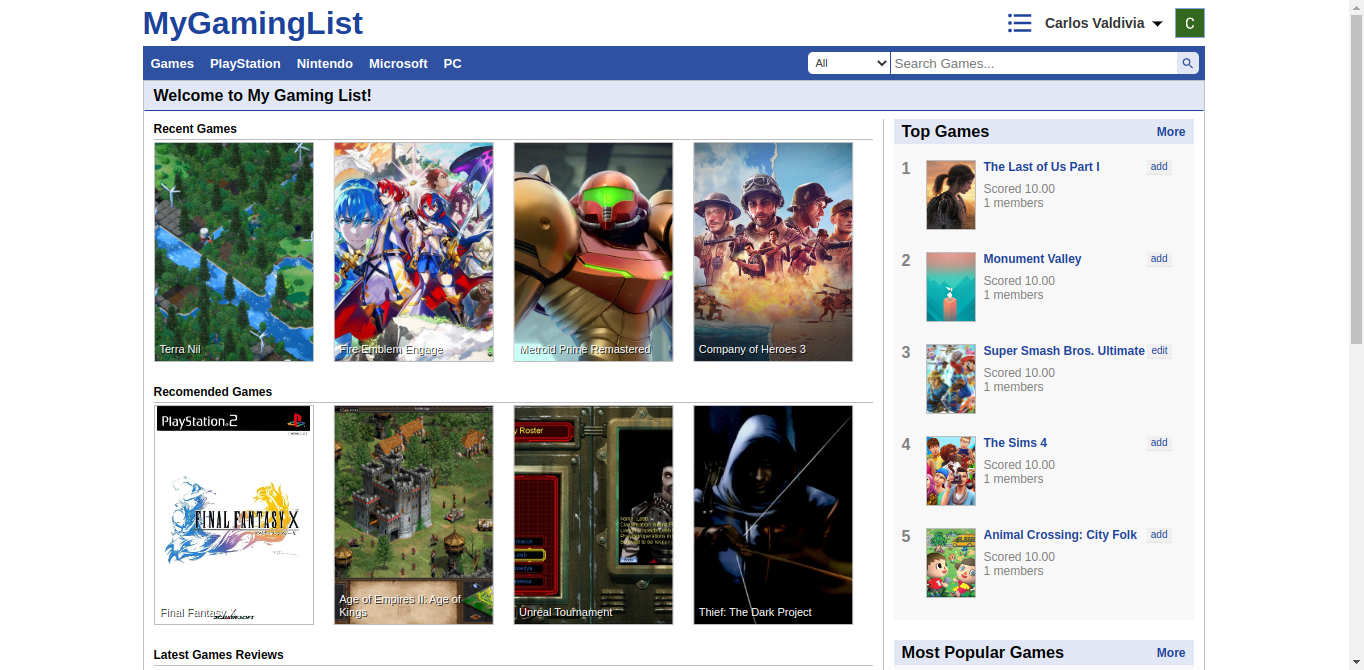 MyGamingList
Carlos Valdivia
C
Games PlayStation Nintendo Microsoft PC
All
Search Games...
Welcome to My Gaming List!
Recent Games
Terra Nil
Fire Emblem Engage
Metroid Prime Remastered
Company of Heroes 3
Recomended Games
PlayStation 2
FINAL FANTASY X
Final Fantasy X
SQUARESOFT
Age of Empires II: Age of
Kings
y Roster
Unreal Tournament
Thief: The Dark Project
Latest Games Reviews
Top Games More
1
The Last of Us Part I add
Scored 10.00
1 members
2
Monument Valley add
Scored 10.00
1 members
3
Super Smash Bros. Ultimate edit
Scored 10.00
1 members
4
The Sims 4 add
Scored 10.00
1 members
5
Animal Crossing: City Folk add
Scored 10.00
1 members
Most Popular Games More